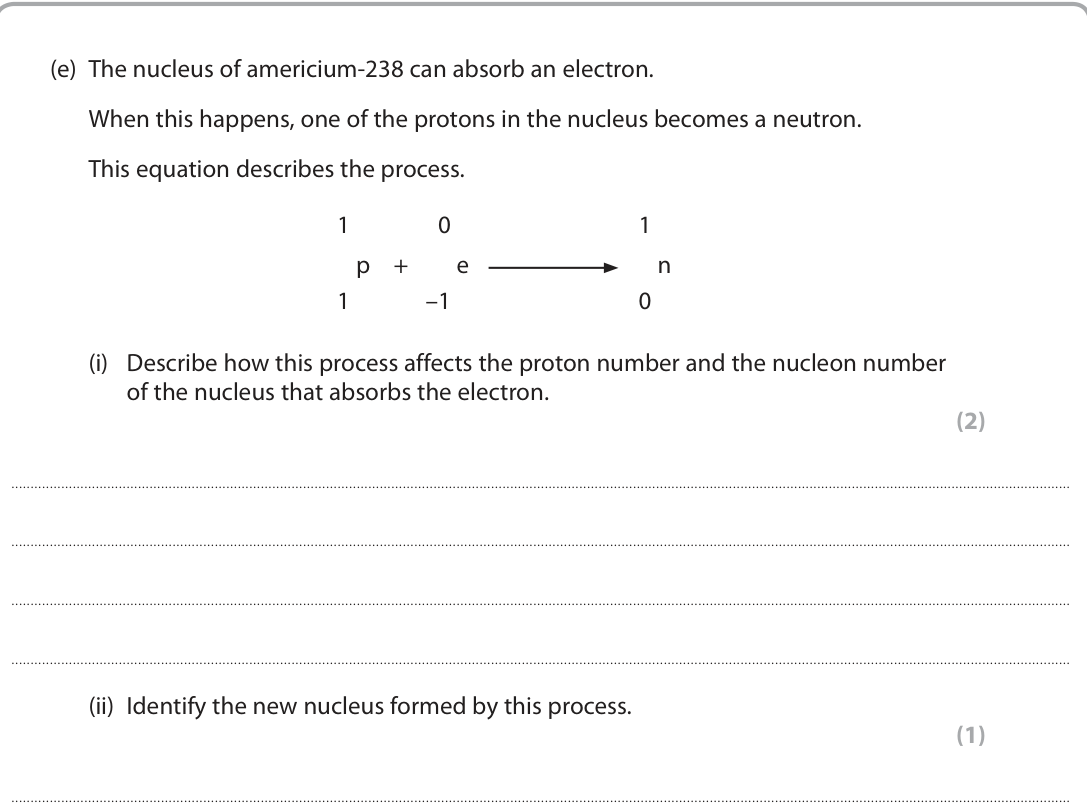 (e) The nucleus of americium-238 can absorb an electron.
When this happens, one of the protons in the nucleus becomes a neutron.
This equation describes the process.
1 0 1
p + e n
1 –1 0
(i) Describe how this process affects the proton number and the nucleon number
of the nucleus that absorbs the electron.
(2)
(ii) Identify the new nucleus formed by this process.
(1)